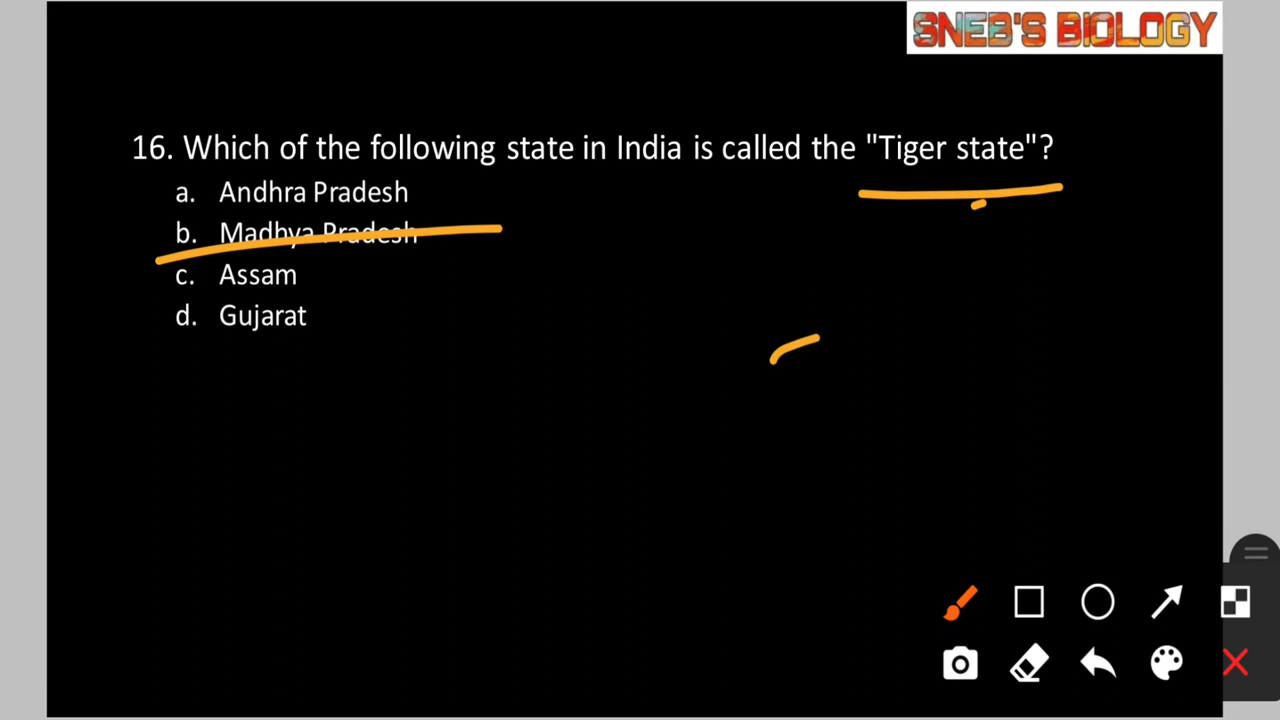 SNEB'S BIOLOGY
16. Which of the following state in India is called the "Tiger state"?
a. Andhra Pradesh
b. Madhya Pradesh
c. Assam
d. Gujarat